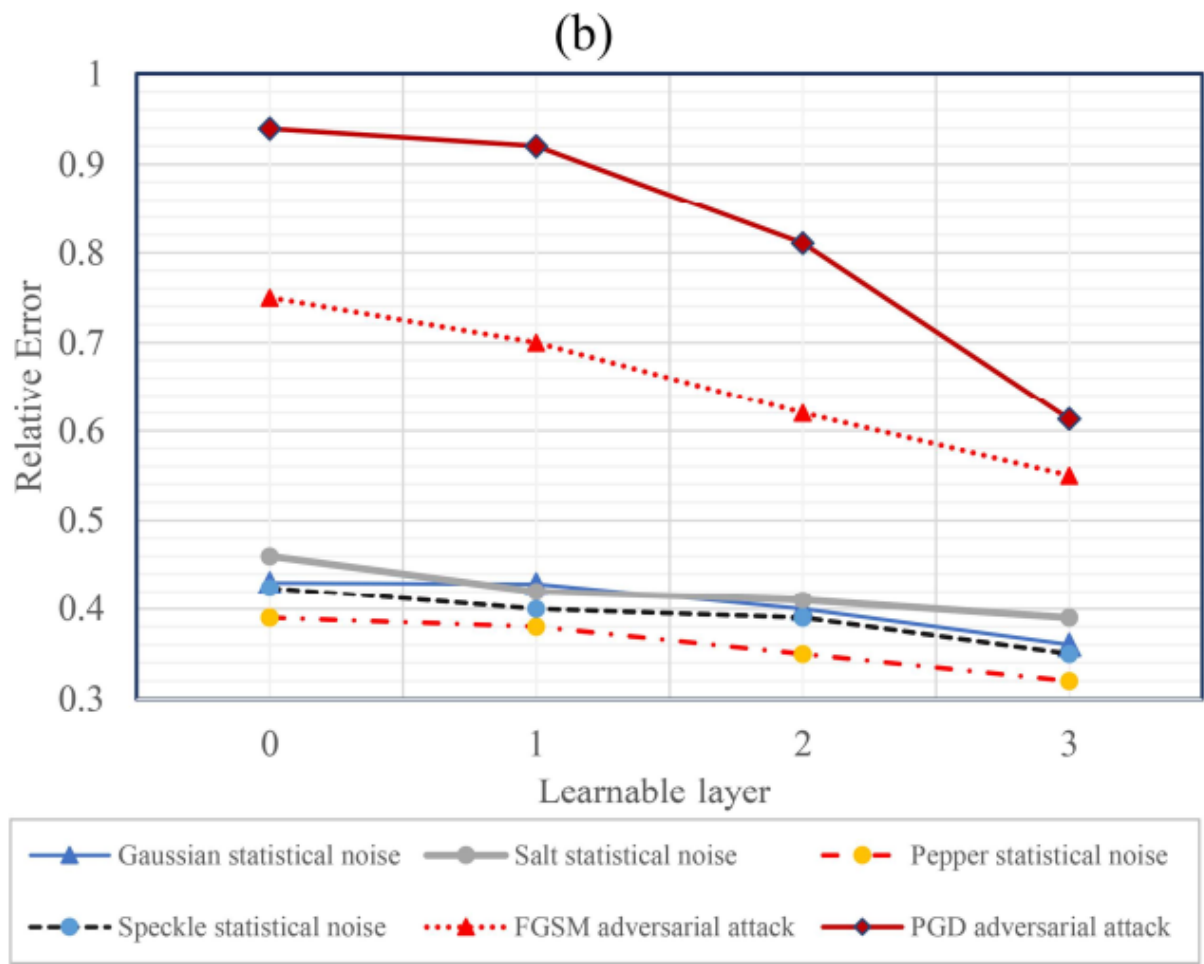 (b)
1
0.9
0.8
0.7
0.6
0.5
0.4
0.3
Relative Error
0 1 2 3
Learnable layer
Gaussian statistical noise Salt statistical noise Pepper statistical noise
Speckle statistical noise FGSM adversarial attack PGD adversarial attack